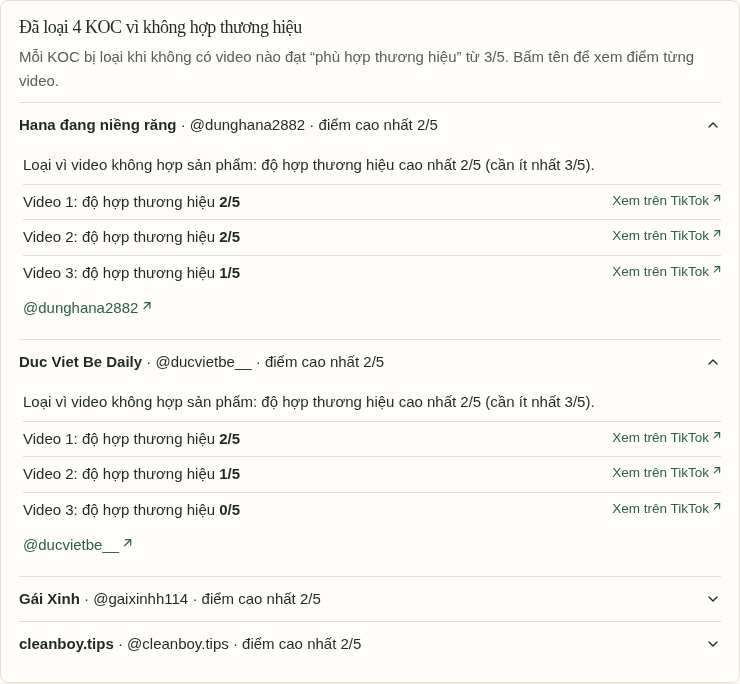 Đã loại 4 KOC vì không hợp thương hiệu
Mỗi KOC bị loại khi không có video nào đạt “phù hợp thương hiệu” từ 3/5. Bấm tên để xem điểm từng
video.
Hana đang niềng răng · @dunghana2882 · điểm cao nhất 2/5
Loại vì video không hợp sản phẩm: độ hợp thương hiệu cao nhất 2/5 (cần ít nhất 3/5).
Video 1: độ hợp thương hiệu 2/5 Xem trên TikTok
Video 2: độ hợp thương hiệu 2/5 Xem trên TikTok
Video 3: độ hợp thương hiệu 1/5 Xem trên TikTok
@dunghana2882
Duc Viet Be Daily · @ducvietbe__ · điểm cao nhất 2/5
Loại vì video không hợp sản phẩm: độ hợp thương hiệu cao nhất 2/5 (cần ít nhất 3/5).
Video 1: độ hợp thương hiệu 2/5 Xem trên TikTok
Video 2: độ hợp thương hiệu 1/5 Xem trên TikTok
Video 3: độ hợp thương hiệu 0/5 Xem trên TikTok
@ducvietbe__
Gái Xinh · @gaixinhh114 · điểm cao nhất 2/5
cleanboy.tips · @cleanboy.tips · điểm cao nhất 2/5